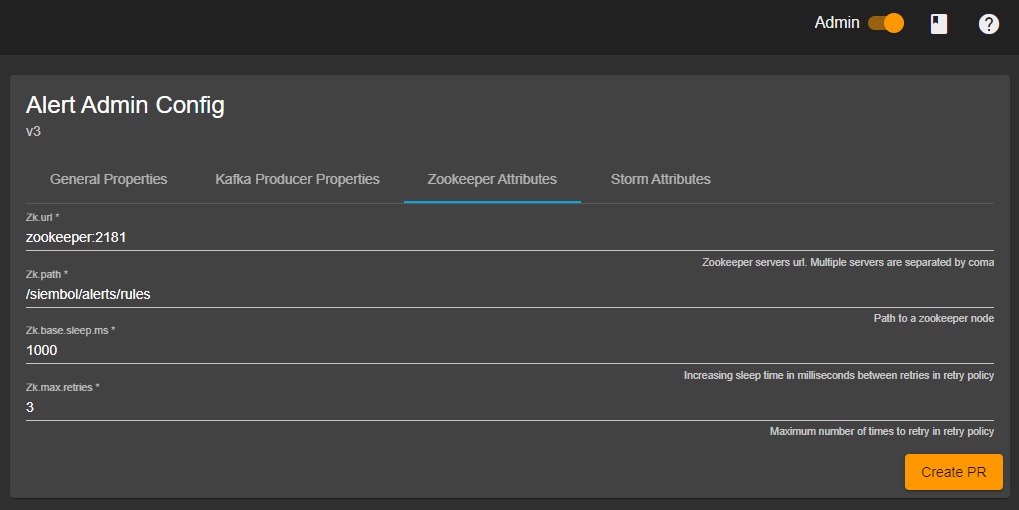 Admin
Alert Admin Config
v3
General Properties Kafka Producer Properties Zookeeper Attributes Storm Attributes
Zk.url *
zookeeper:2181
Zookeeper servers url. Multiple servers are separated by coma
Zk.path *
/siembol/alerts/rules
Path to a zookeeper node
Zk.base.sleep.ms *
1000
Increasing sleep time in milliseconds between retries in retry policy
Zk.max.retries *
3
Maximum number of times to retry in retry policy
Create PR